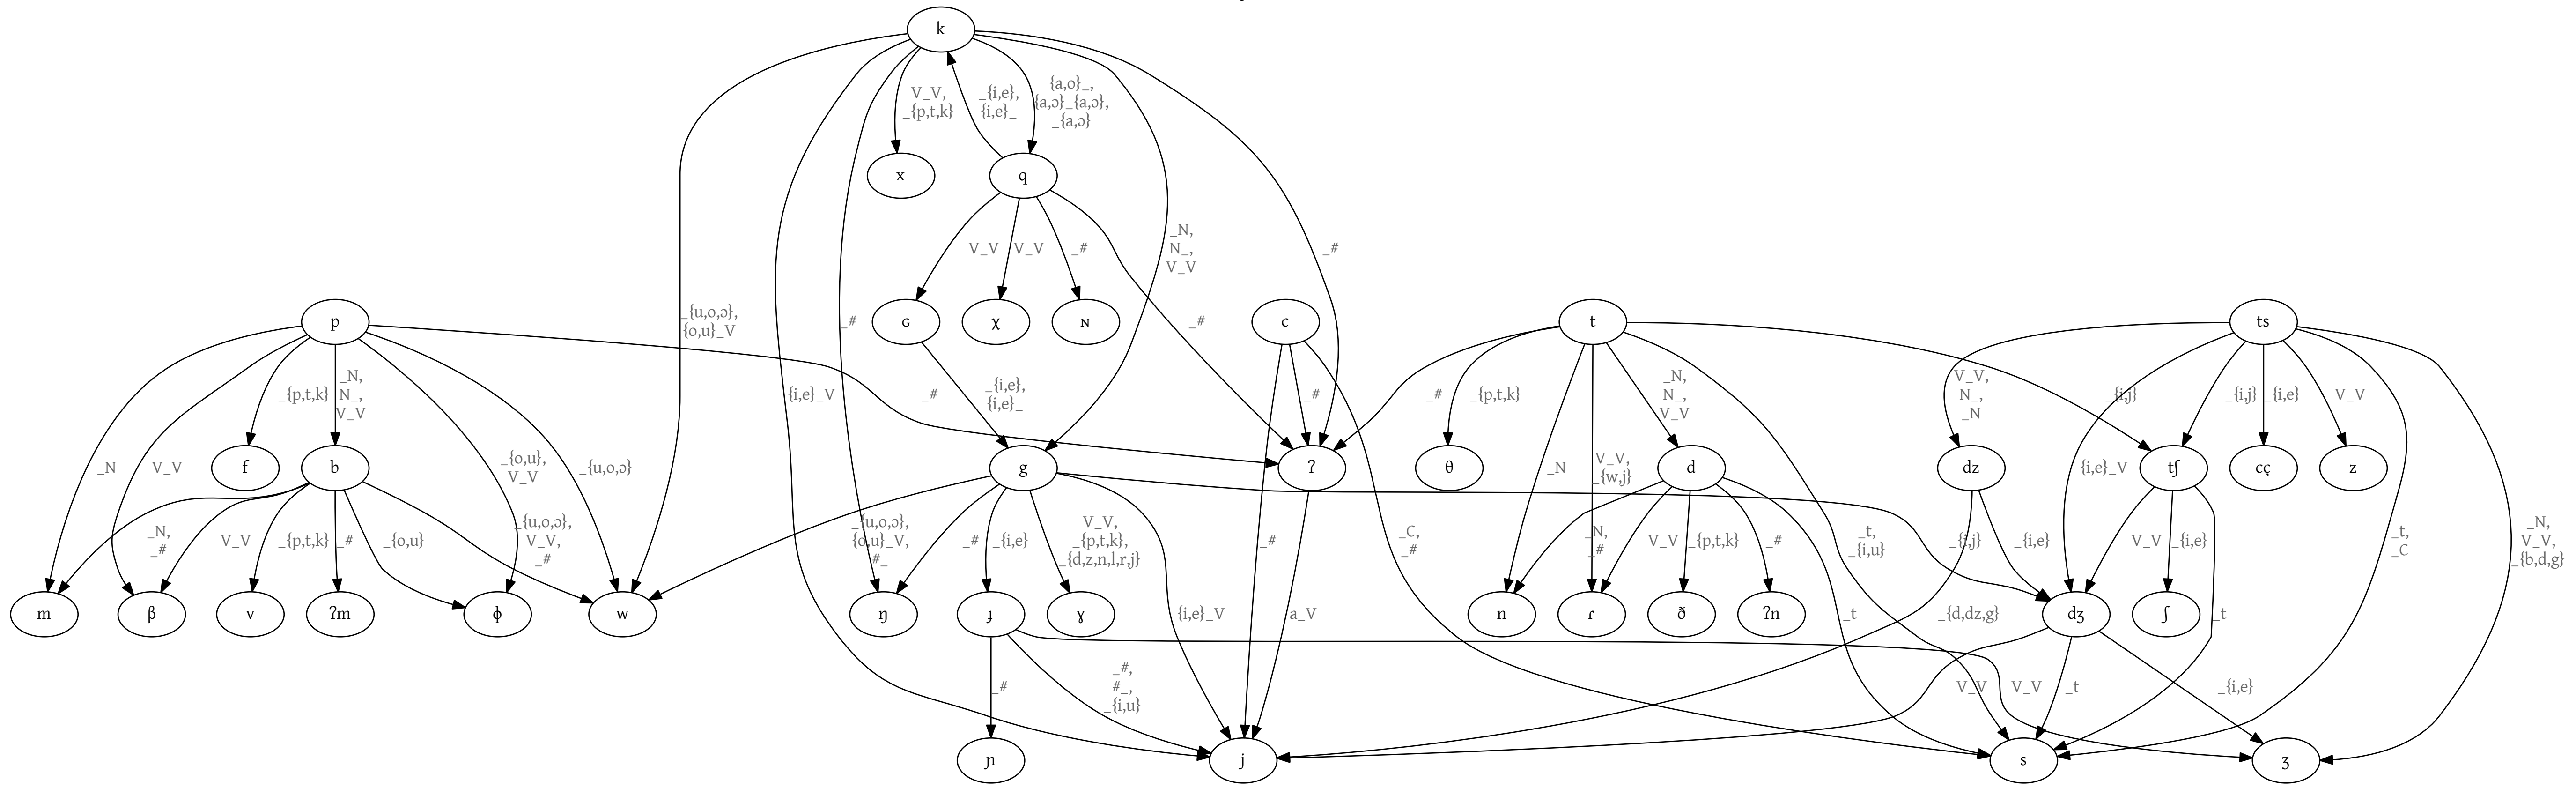 k
V_V,
_{p,t,k}
_{i,e},
{i,e}_
{a,o}_,
{a,ɔ}_{a,ɔ},
_{a,ɔ}
x
q
_N,
N_,
V_V
_#
V_V
V_V
_#
p
_{u,o,ɔ},
{o,u}_V
_#
ɢ
χ
ɴ
_#
c
t
ts
_{p,t,k}
_N,
N_,
V_V
{i,e}_V
_#
_{i,e},
{i,e}_
_#
_#
_{p,t,k}
_N,
N_,
V_V
V_V,
N_,
_N
_{i,j}
_{i,j}
_{i,e}
V_V
_N
V_V
f
b
_{o,u},
V_V
_{u,o,ɔ}
g
ʔ
θ
_N
V_V,
_{w,j}
d
dz
{i,e}_V
tʃ
cç
z
_N,
_#
V_V
_{p,t,k}
_#
_{o,u}
_{u,o,ɔ},
V_V,
_#
_{u,o,ɔ},
{o,u}_V,
#_
_#
_{i,e}
V_V,
_{p,t,k},
_{d,z,n,l,r,j}
_#
_C,
_#
_N,
_#
V_V
_{p,t,k}
_#
_t,
_{i,u}
_{i,j}
_{i,e}
V_V
_{i,e}
_t,
_C
_N,
V_V,
_{b,d,g}
m
β
v
ʔm
ɸ
w
ŋ
ɟ
ɣ
{i,e}_V
a_V
n
ɾ
ð
ʔn
_t
_{d,dz,g}
dʒ
ʃ
_t
_#
_#,
#_,
_{i,u}
V_V
V_V
_t
_{i,e}
ɲ
j
s
ʒ